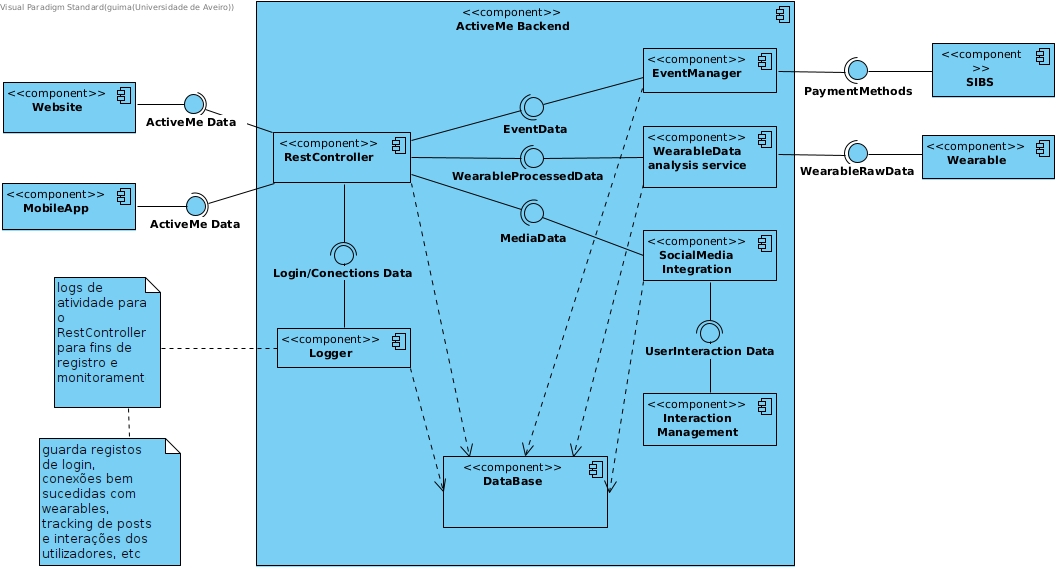 Visual Paradigm Standard(guima(Universidade de Aveiro))
<<component>>
ActiveMe Backend
<<component>>
EventManager
<<component
>>
SIBS
PaymentMethods
<<component>>
Website
ActiveMe Data
EventData
<<component>>
RestController
<<component>>
WearableData
analysis service
WearableProcessedData
<<component>>
Wearable
WearableRawData
<<component>>
MobileApp
ActiveMe Data
MediaData
<<component>>
SocialMedia
Integration
Login/Conections Data
logs de
atividade para
o
RestController
para fins de
registro e
monitorament
<<component>>
Logger
UserInteraction Data
<<component>>
Interaction
Management
<<component>>
DataBase
guarda registos
de login,
conexões bem
sucedidas com
wearables,
tracking de posts
e interações dos
utilizadores, etc